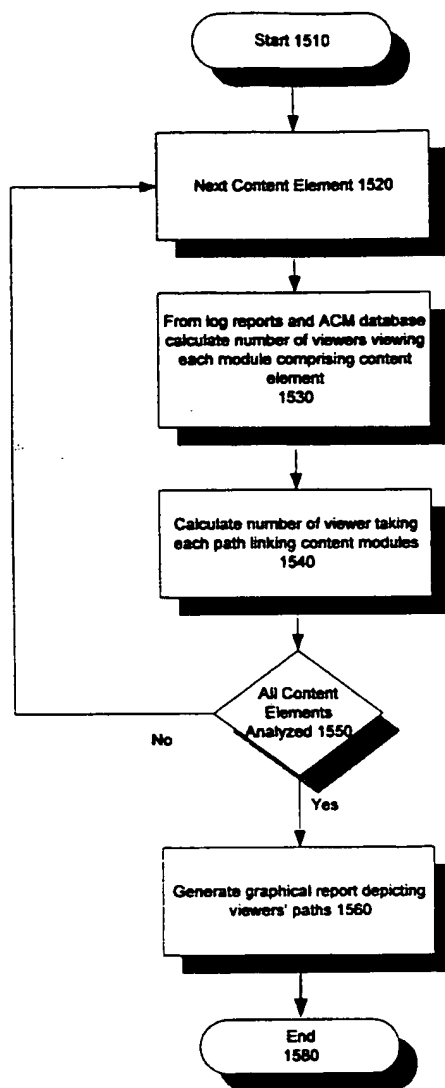 Start 1510
Next Content Element 1520
From log reports and ACM database
calculate number of viewers viewing
each module comprising content
element
1530
Calculate number of viewer taking
each path linking content modules
1540
All Content
Elements
Analyzed 1550
No
Yes
Generate graphical report depicting
viewers' paths 1560
End
1580